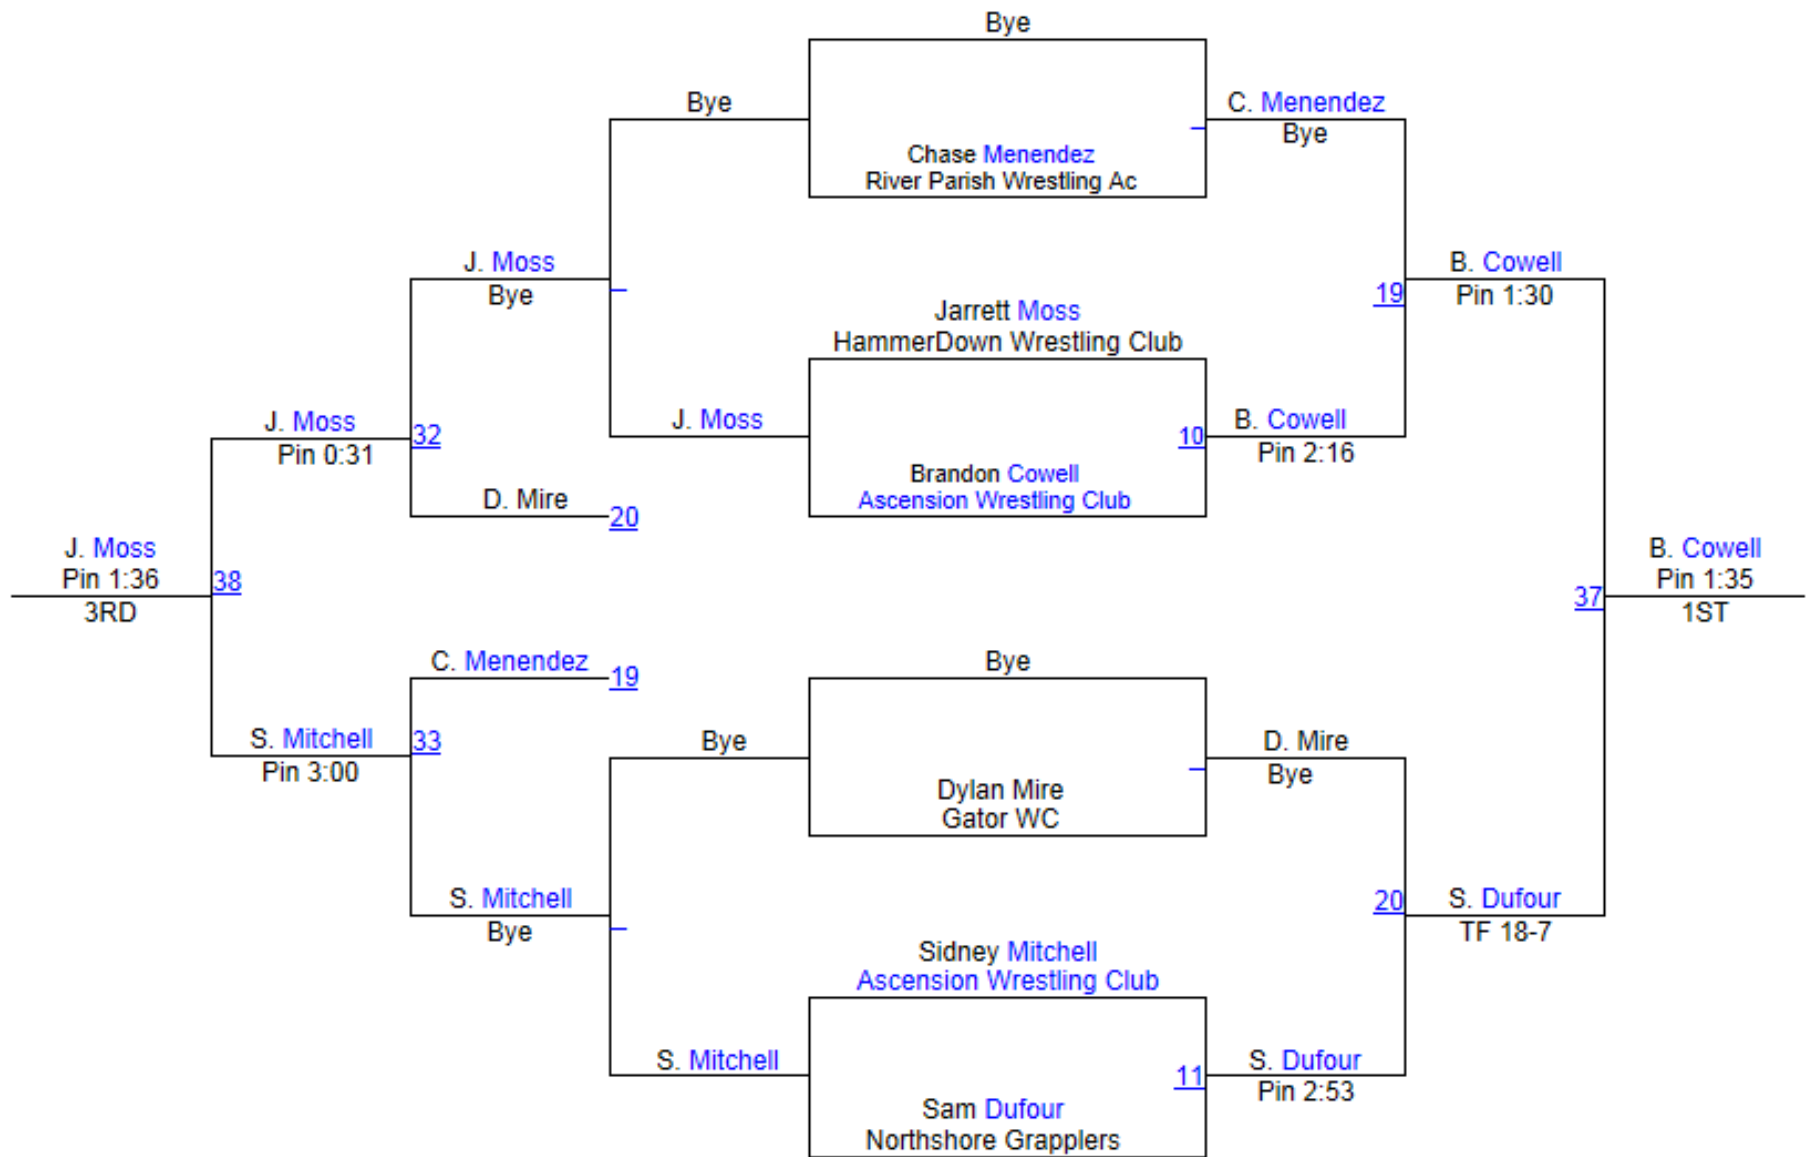 Bye
Bye
C. Menendez
Bye
Chase Menendez
River Parish Wrestling Ac
J. Moss
Bye
B. Cowell
19
Pin 1:30
Jarrett Moss
HammerDown Wrestling Club
J. Moss
Pin 0:31
32
J. Moss
10
B. Cowell
Pin 2:16
Brandon Cowell
Ascension Wrestling Club
D. Mire
20
J. Moss
Pin 1:36
38
3RD
B. Cowell
Pin 1:35
37
1ST
C. Menendez
19
Bye
S. Mitchell
33
Pin 3:00
Bye
D. Mire
Bye
Dylan Mire
Gator WC
S. Mitchell
Bye
20
S. Dufour
TF 18-7
Sidney Mitchell
Ascension Wrestling Club
S. Mitchell
11
S. Dufour
Pin 2:53
Sam Dufour
Northshore Grapplers